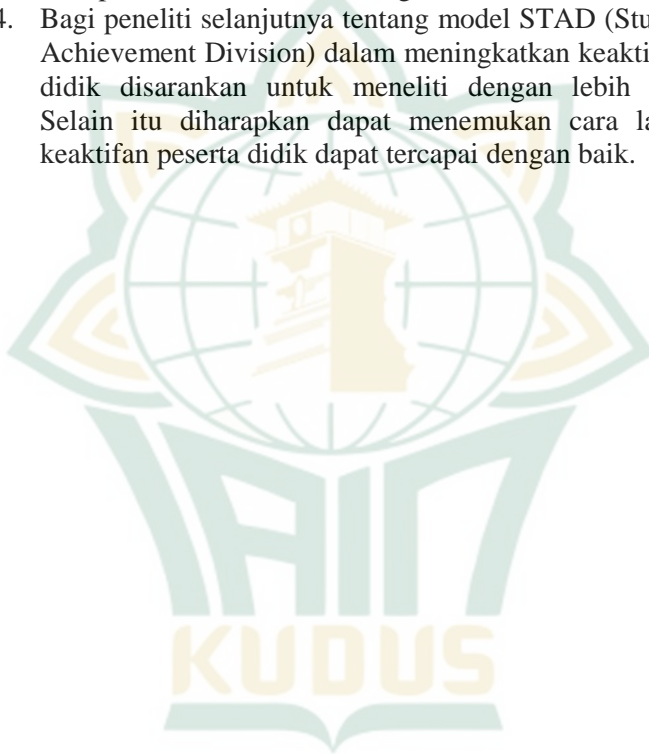 4. Bagi peneliti selanjutnya tentang model STAD (Stu
Achievement Division) dalam meningkatkan keakti
didik disarankan untuk meneliti dengan lebih
Selain itu diharapkan dapat menemukan cara la
keaktifan peserta didik dapat tercapai dengan baik.
IAIN
KUDUS